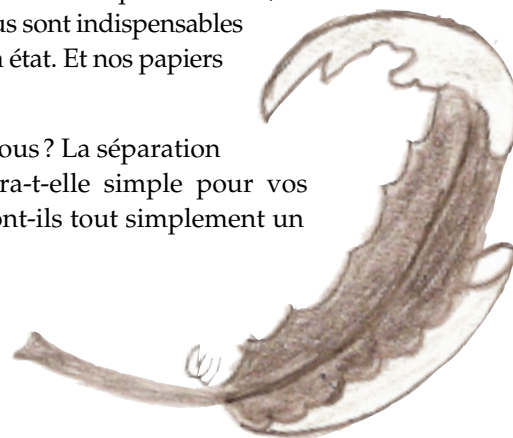 us sont indispensables
état. Et nos papiers
ous ? La séparation
ra-t-elle simple pour vos
ont-ils tout simplement un